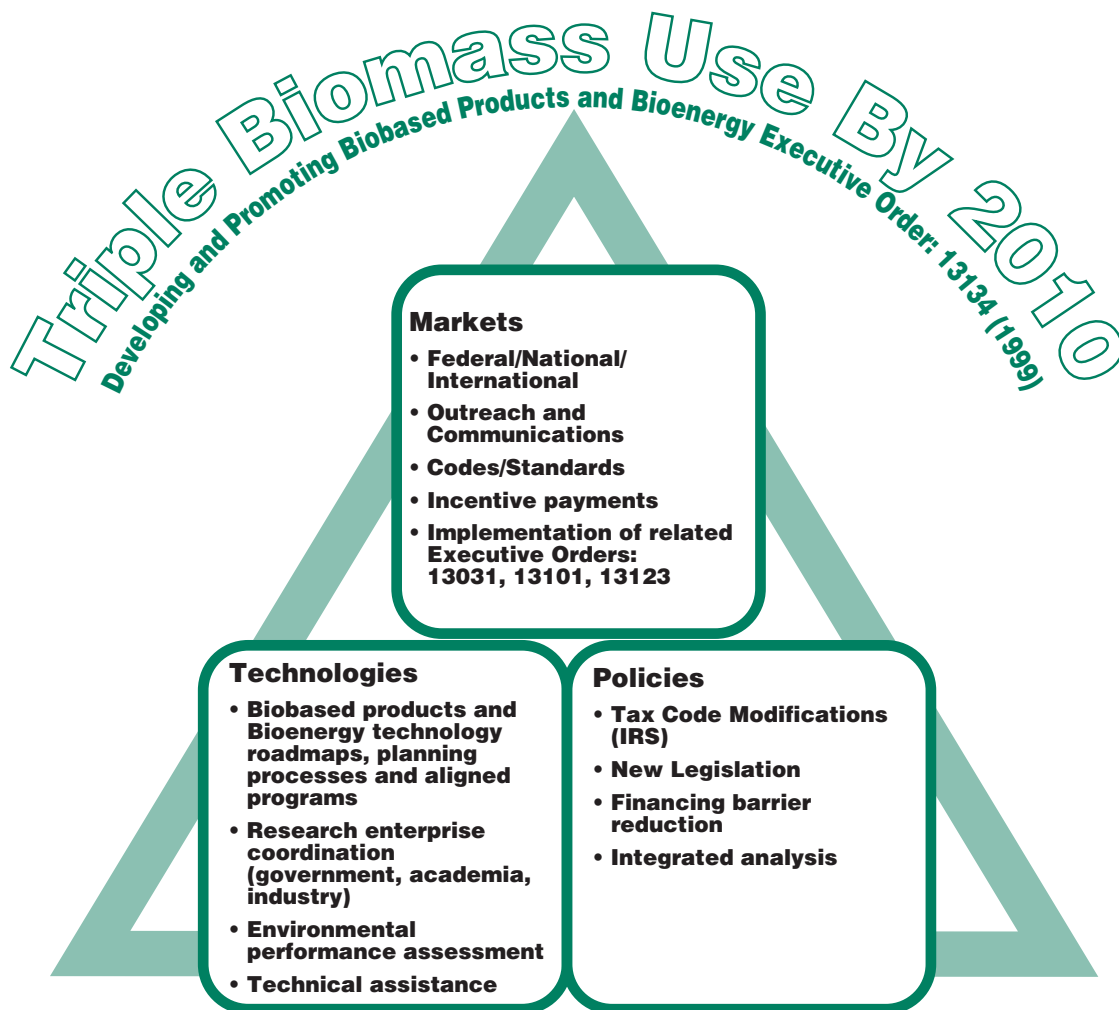 Triple Biomass Use By 2010
Developing and Promoting Biobased Products and Bioenergy Executive Order: 13134 (1999)
Markets
• Federal/National/
International
• Outreach and
Communications
• Codes/Standards
• Incentive payments
• Implementation of related
Executive Orders:
13031, 13101, 13123
Technologies
• Biobased products and
Bioenergy technology
roadmaps, planning
processes and aligned
programs
• Research enterprise
coordination
(government, academia,
industry)
• Environmental
performance assessment
• Technical assistance
Policies
• Tax Code Modifications
(IRS)
• New Legislation
• Financing barrier
reduction
• Integrated analysis